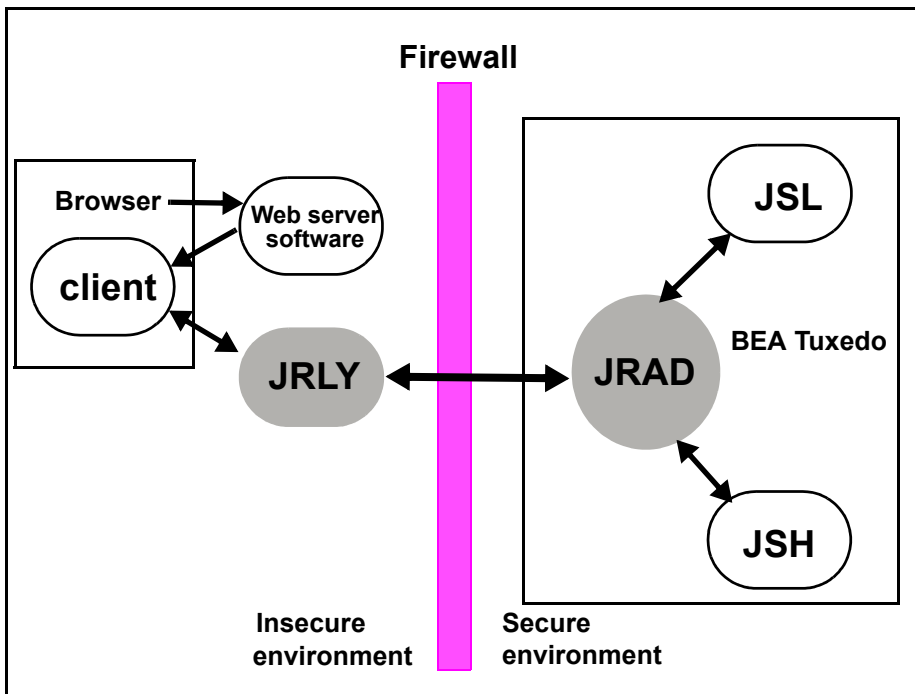 Firewall
Browser
Web server
software
client
JRLY
JSL
JRAD
BEA Tuxedo
JSH
Insecure
environment
Secure
environment